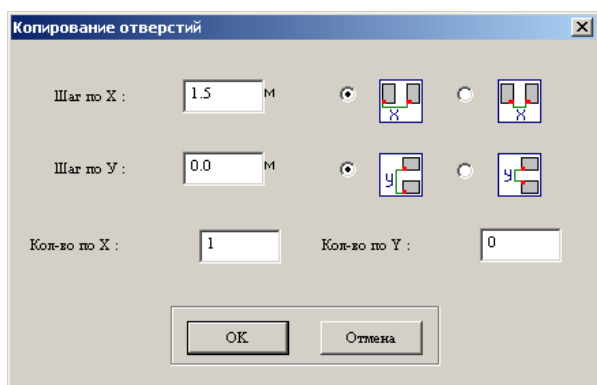 Копирование отверстий
Шаг по X : 1.5 м X X
Шаг по У : 0.0 м У У
Кол-во по X : 1 Кол-во по Y : 0
OK Отмена